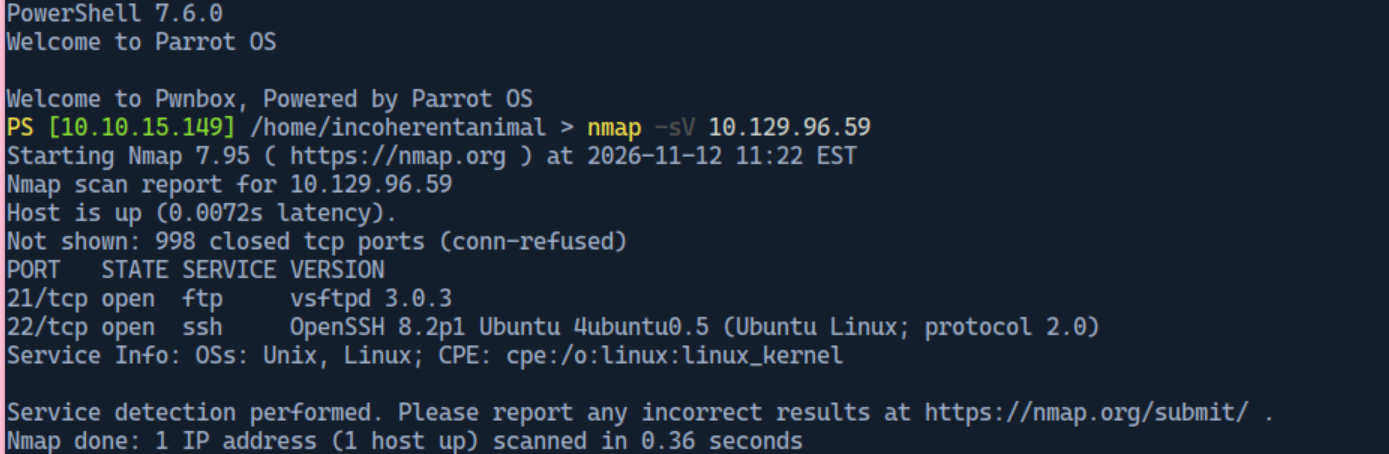 PowerShell 7.6.0
Welcome to Parrot OS
Welcome to Pwnbox, Powered by Parrot OS
PS [10.10.15.149] /home/incoherentanimal > nmap -sV 10.129.96.59
Starting Nmap 7.95 ( https://nmap.org ) at 2026-11-12 11:22 EST
Nmap scan report for 10.129.96.59
Host is up (0.0072s latency).
Not shown: 998 closed tcp ports (conn-refused)
PORT   STATE SERVICE VERSION
21/tcp open  ftp     vsftpd 3.0.3
22/tcp open  ssh     OpenSSH 8.2p1 Ubuntu 4ubuntu0.5 (Ubuntu Linux; protocol 2.0)
Service Info: OSs: Unix, Linux; CPE: cpe:/o:linux:linux_kernel
Service detection performed. Please report any incorrect results at https://nmap.org/submit/ .
Nmap done: 1 IP address (1 host up) scanned in 0.36 seconds